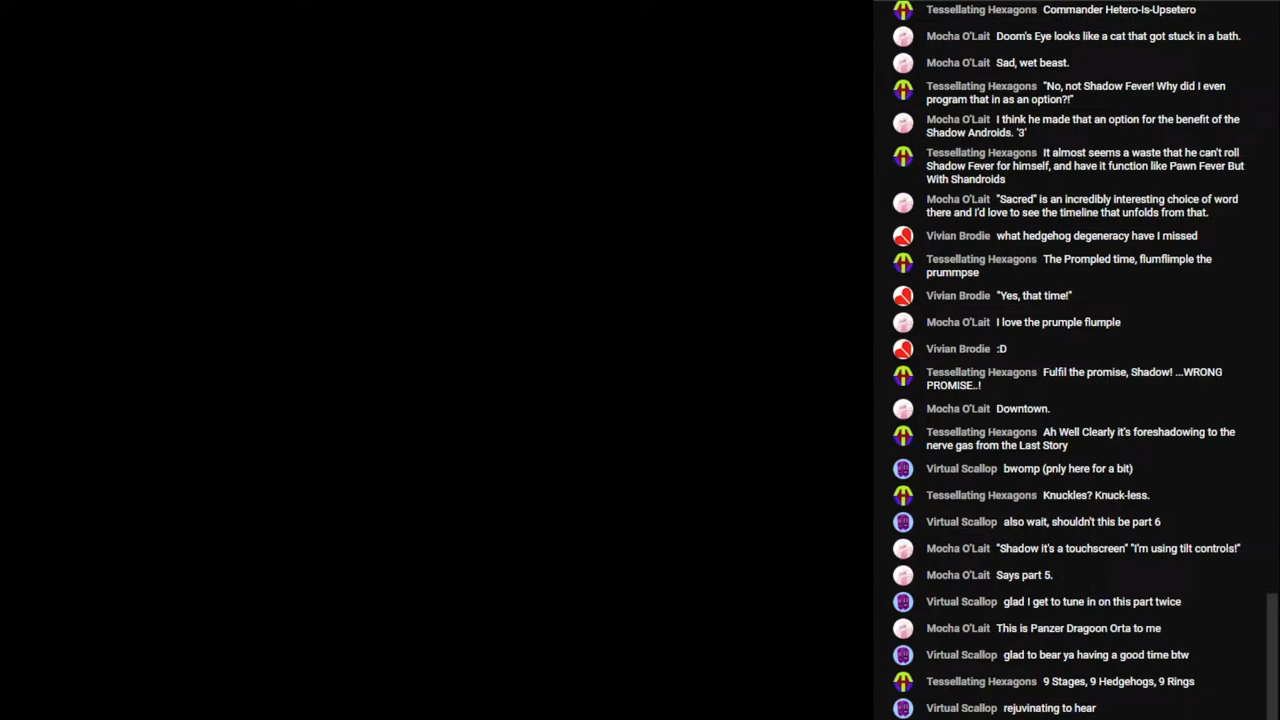 Tessellating Hexagons Commander Hetero-Is-Upsetero
Mocha O'Lait Doom's Eye looks like a cat that got stuck in a bath.
Mocha O'Lait Sad, wet beast.
Tessellating Hexagons "No, not Shadow Fever! Why did I even
program that in as an option?!"
Mocha O'Lait I think he made that an option for the benefit of the
Shadow Androids. '3'
Tessellating Hexagons It almost seems a waste that he can't roll
Shadow Fever for himself, and have it function like Pawn Fever But
With Shandroids
Mocha O'Lait "Sacred" is an incredibly interesting choice of word
there and I'd love to see the timeline that unfolds from that.
Vivian Brodie what hedgehog degeneracy have I missed
Tessellating Hexagons The Prompled time, flumflimple the
prummpse
Vivian Brodie "Yes, that time!"
Mocha O'Lait I love the prumple flumple
Vivian Brodie :D
Tessellating Hexagons Fulfil the promise, Shadow! ...WRONG
PROMISE..!
Mocha O'Lait Downtown.
Tessellating Hexagons Ah Well Clearly it's foreshadowing to the
nerve gas from the Last Story
Virtual Scallop bwomp (pnly here for a bit)
Tessellating Hexagons Knuckles? Knuck-less.
Virtual Scallop also wait, shouldn't this be part 6
Mocha O'Lait "Shadow it's a touchscreen" "I'm using tilt controls!"
Mocha O'Lait Says part 5.
Virtual Scallop glad I get to tune in on this part twice
Mocha O'Lait This is Panzer Dragoon Orta to me
Virtual Scallop glad to bear ya having a good time btw
Tessellating Hexagons 9 Stages, 9 Hedgehogs, 9 Rings
Virtual Scallop rejuvinating to hear